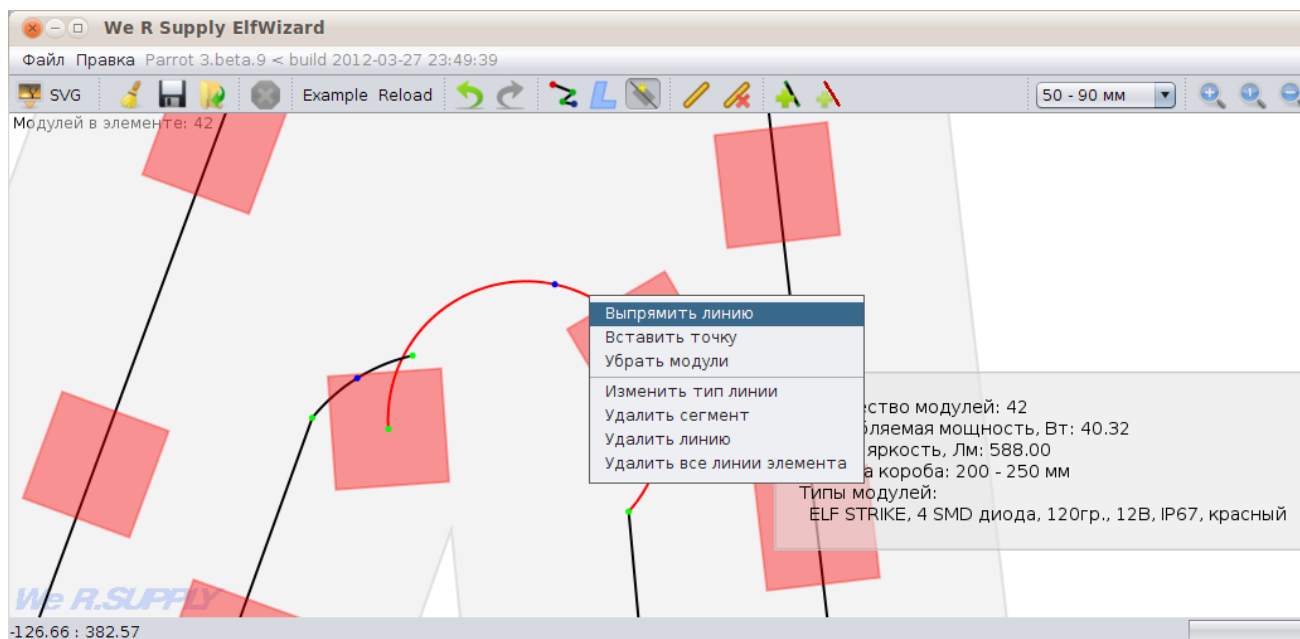 We R Supply ElfWizard
Файл Правка Parrot 3.beta.9 < build 2012-03-27 23:49:39
SVG Example Reload 50 - 90 мм
Модулей в элементе: 42
Выпрямить линию
Вставить точку
Убрать модули
Изменить тип линии
Удалить сегмент
Удалить линию
Удалить все линии элемента
модулей: 42
мощность, Вт: 40.32
яркость, Лм: 588.00
короба: 200 - 250 мм
Типы модулей:
ELF STRIKE, 4 SMD диода, 120гр., 12В, IP67, красный
We R.SUPPLY
-126.66 : 382.57